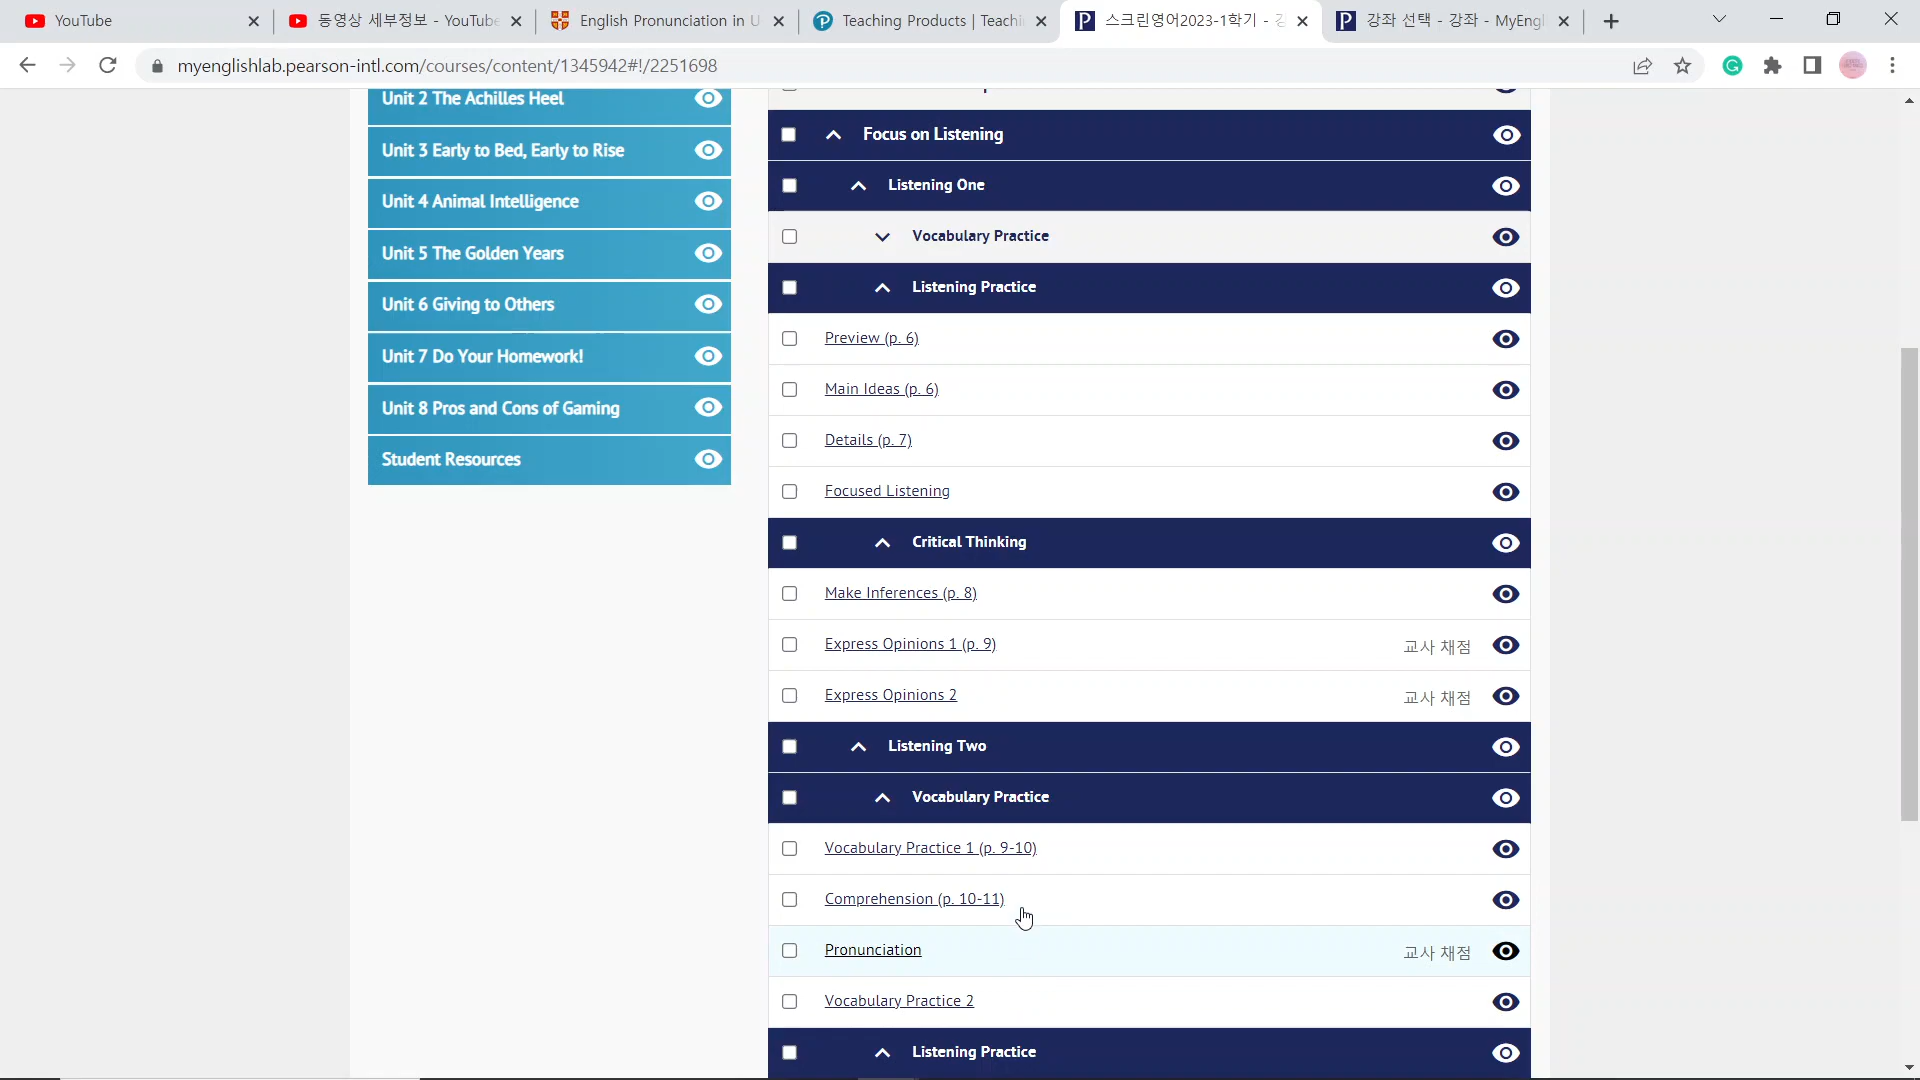 YouTube
동영상 세부정보 - YouTube
English Pronunciation in U
Teaching Products | Teachi
스크린영어2023-1학기 -
강좌 선택 - 강좌 - MyEngl
myenglishlab.pearson-intl.com/courses/content/1345942#!/2251698
Unit 2 The Achilles Heel
Unit 3 Early to Bed, Early to Rise
Unit 4 Animal Intelligence
Unit 5 The Golden Years
Unit 6 Giving to Others
Unit 7 Do Your Homework!
Unit 8 Pros and Cons of Gaming
Student Resources
Focus on Listening
Listening One
Vocabulary Practice
Listening Practice
Preview (p. 6)
Main Ideas (p. 6)
Details (p. 7)
Focused Listening
Critical Thinking
Make Inferences (p. 8)
Express Opinions 1 (p. 9) 교사 채점
Express Opinions 2 교사 채점
Listening Two
Vocabulary Practice
Vocabulary Practice 1 (p. 9-10)
Comprehension (p. 10-11)
Pronunciation 교사 채점
Vocabulary Practice 2
Listening Practice